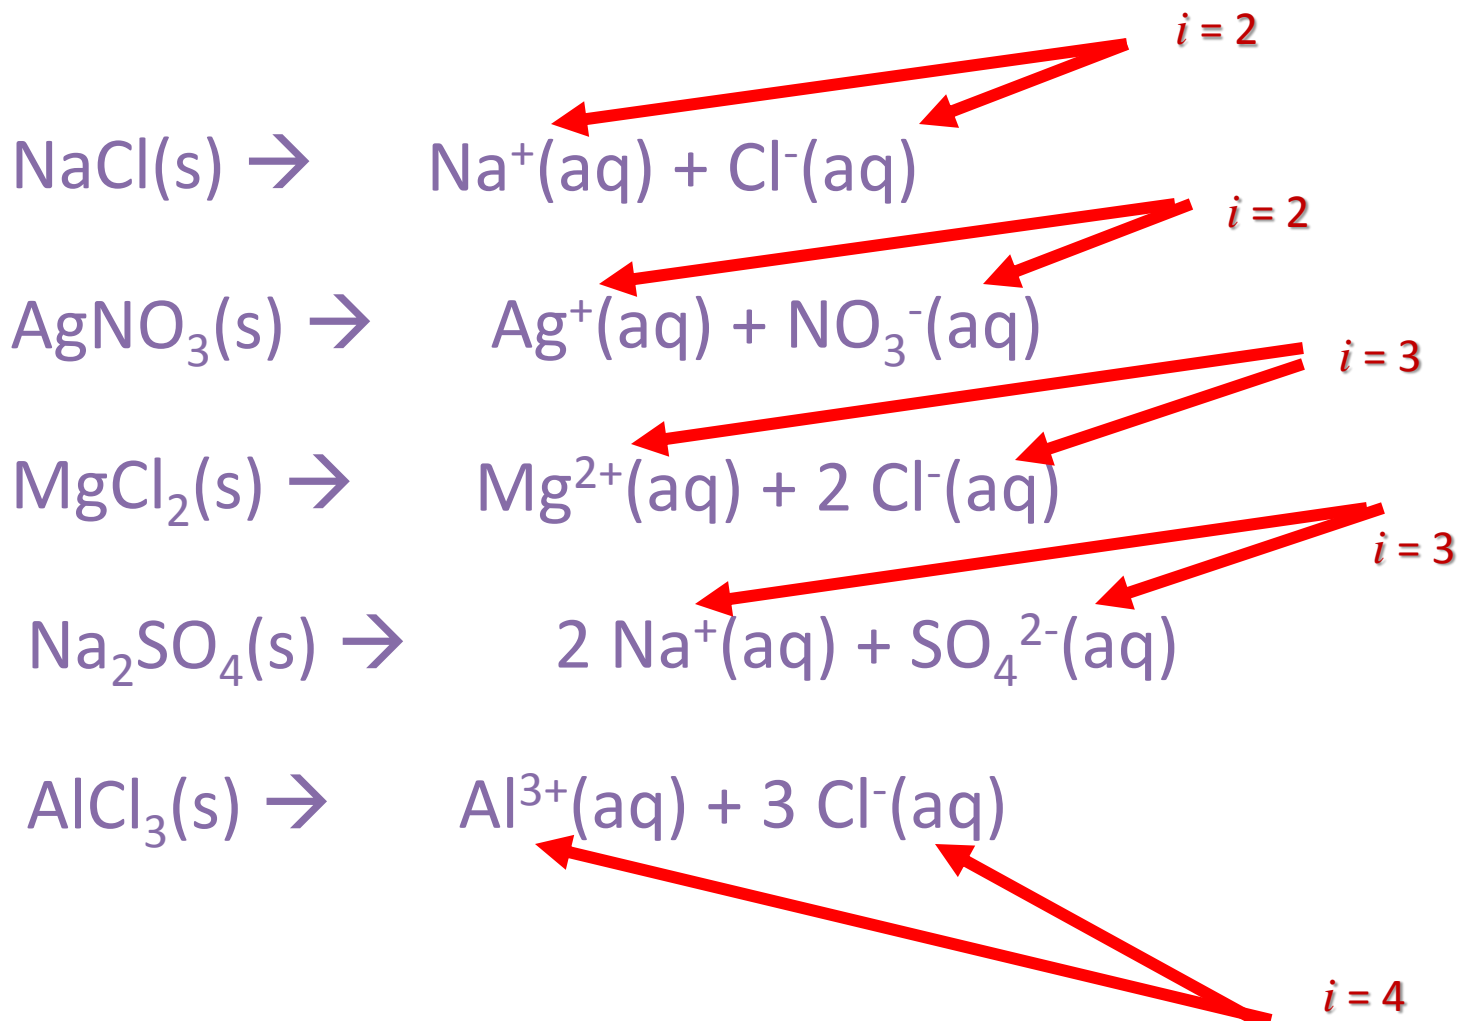 i = 2
NaCl(s) → Na⁺(aq) + Cl⁻(aq)
i = 2
AgNO₃(s) → Ag⁺(aq) + NO₃⁻(aq)
i = 3
MgCl₂(s) → Mg²⁺(aq) + 2 Cl⁻(aq)
i = 3
Na₂SO₄(s) → 2 Na⁺(aq) + SO₄²⁻(aq)
AlCl₃(s) → Al³⁺(aq) + 3 Cl⁻(aq)
i = 4